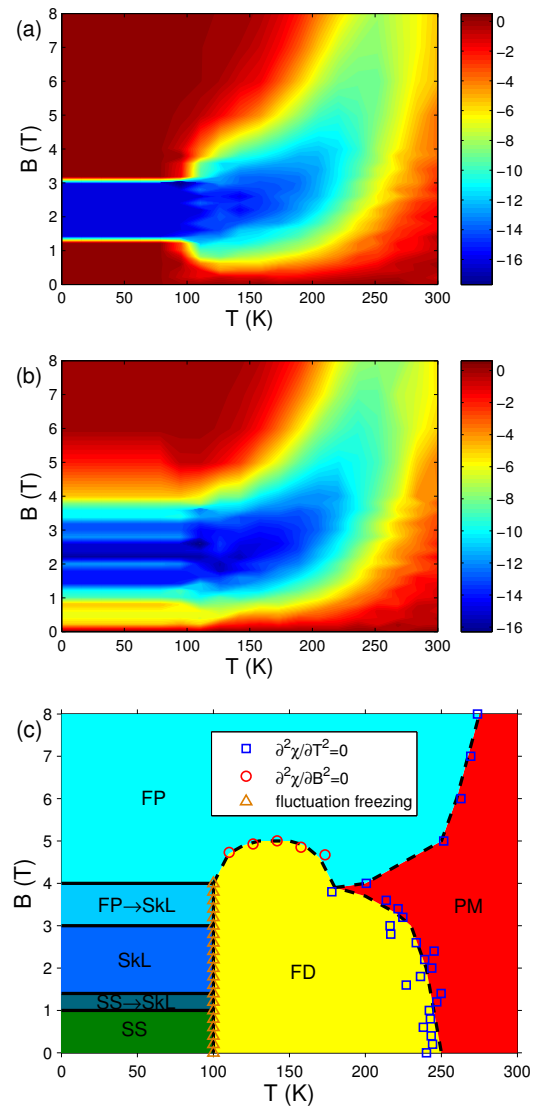 (a)
B (T)
8
7
6
5
4
3
2
1
0
0 50 100 150 200 250 300
T (K)
0
−2
−4
−6
−8
−10
−12
−14
−16
(b)
B (T)
8
7
6
5
4
3
2
1
0
0 50 100 150 200 250 300
T (K)
0
−2
−4
−6
−8
−10
−12
−14
−16
(c)
B (T)
8
7
6
5
4
3
2
1
0
∂²χ/∂T²=0
∂²χ/∂B²=0
fluctuation freezing
FP
FP→SkL
SkL
SS→SkL
SS
FD
PM
0 50 100 150 200 250 300
T (K)